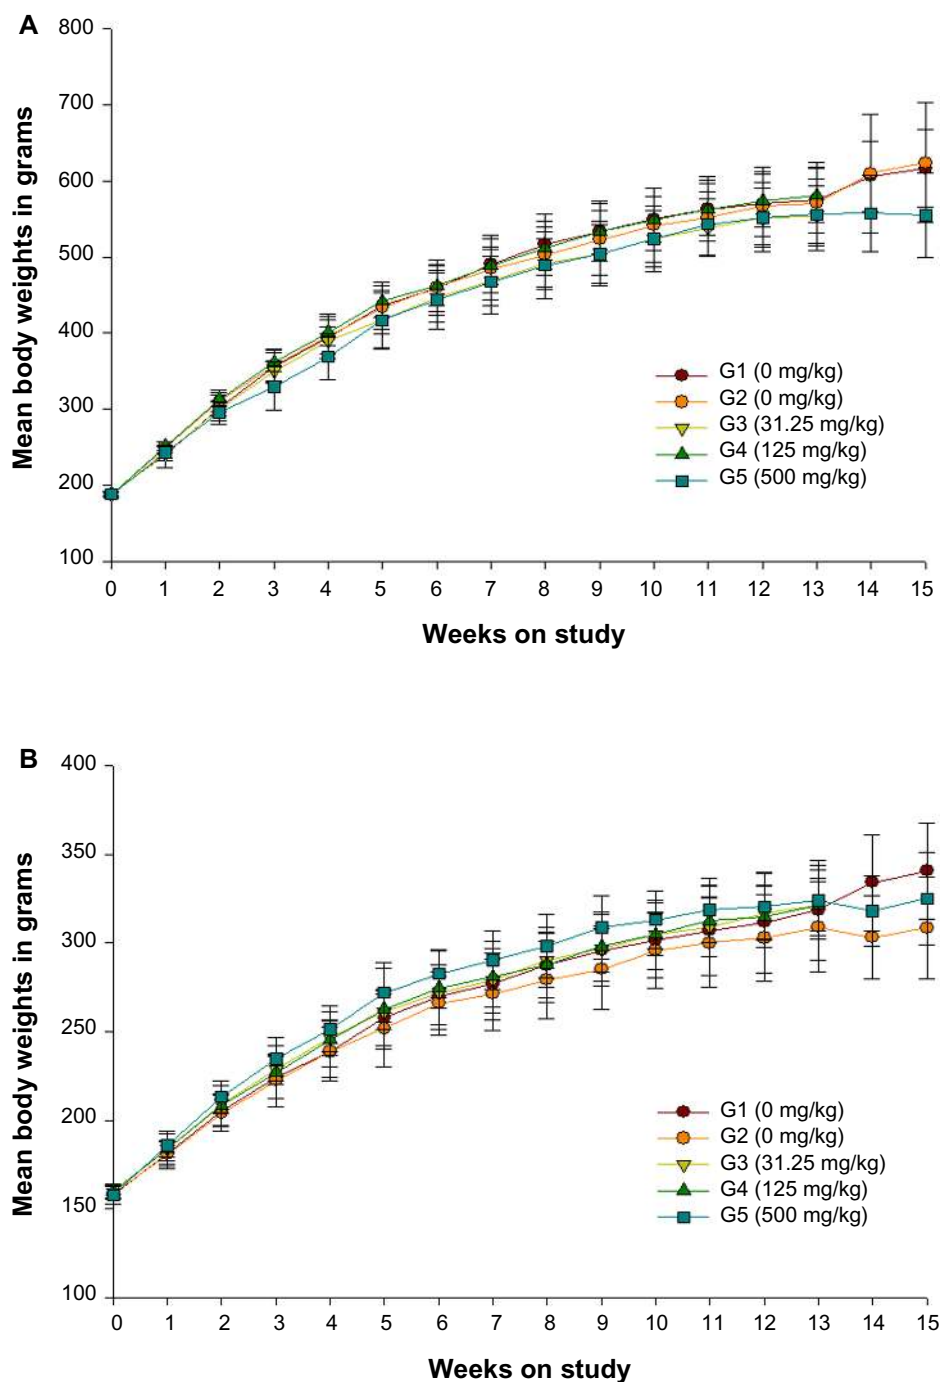 A
800
700
600
500
400
300
200
100
Mean body weights in grams
G1 (0 mg/kg)
G2 (0 mg/kg)
G3 (31.25 mg/kg)
G4 (125 mg/kg)
G5 (500 mg/kg)
0 1 2 3 4 5 6 7 8 9 10 11 12 13 14 15
Weeks on study
B
400
350
300
250
200
150
100
Mean body weights in grams
G1 (0 mg/kg)
G2 (0 mg/kg)
G3 (31.25 mg/kg)
G4 (125 mg/kg)
G5 (500 mg/kg)
0 1 2 3 4 5 6 7 8 9 10 11 12 13 14 15
Weeks on study